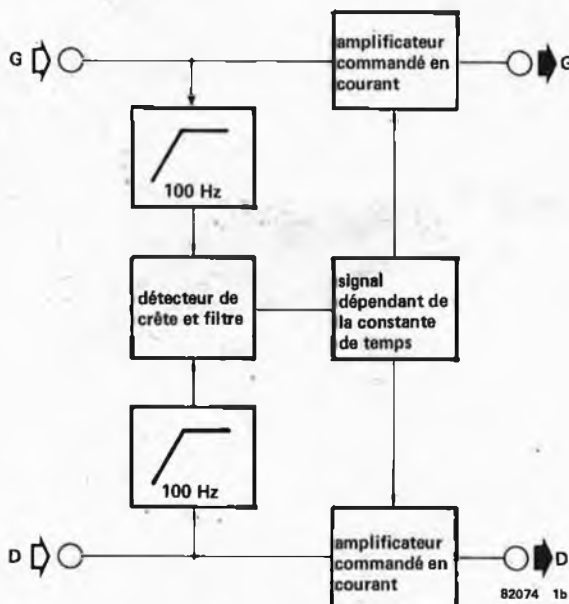 G
amplificateur
commandé en
courant
G
100 Hz
détecteur de
crête et filtre
signal
dépendant de
la constante
de temps
100 Hz
D
amplificateur
commandé en
courant
D
82074 1b